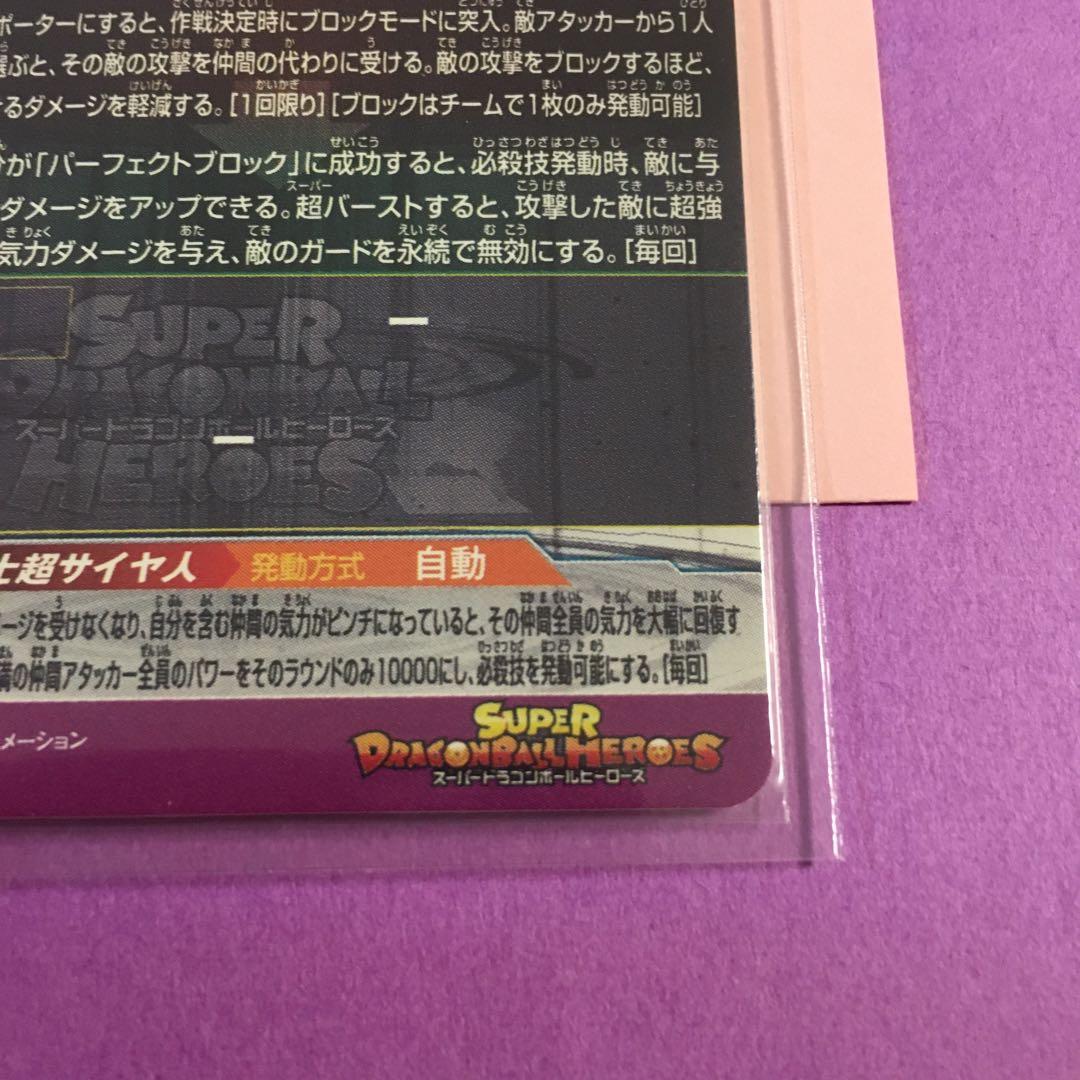 ポーターにすると、作戦決定時にブロックモードに突入。敵アタッカーから1人
選ぶと、その敵の攻撃を仲間の代わりに受ける。敵の攻撃をブロックするほど、
けるダメージを軽減する。[1回限り][ブロックはチームで1枚のみ発動可能]
が「パーフェクトブロック」に成功すると、必殺技発動時、敵に与
ダメージをアップできる。超バーストすると、攻撃した敵に超強
気力ダメージを与え、敵のガードを永続で無効にする。[毎回]
SUPER
DRAGONBALL
スーパードラゴンボールヒーローズ
HEROES
士超サイヤ人 発動方式 自動
ージを受けなくなり、自分を含む仲間の気力がピンチになっていると、その仲間全員の気力を大幅に回復す
満の仲間アタッカー全員のパワーをそのラウンドのみ10000にし、必殺技を発動可能にする。[毎回]
メーション
SUPER
DRAGONBALL HEROES
スーパードラゴンボールヒーローズ